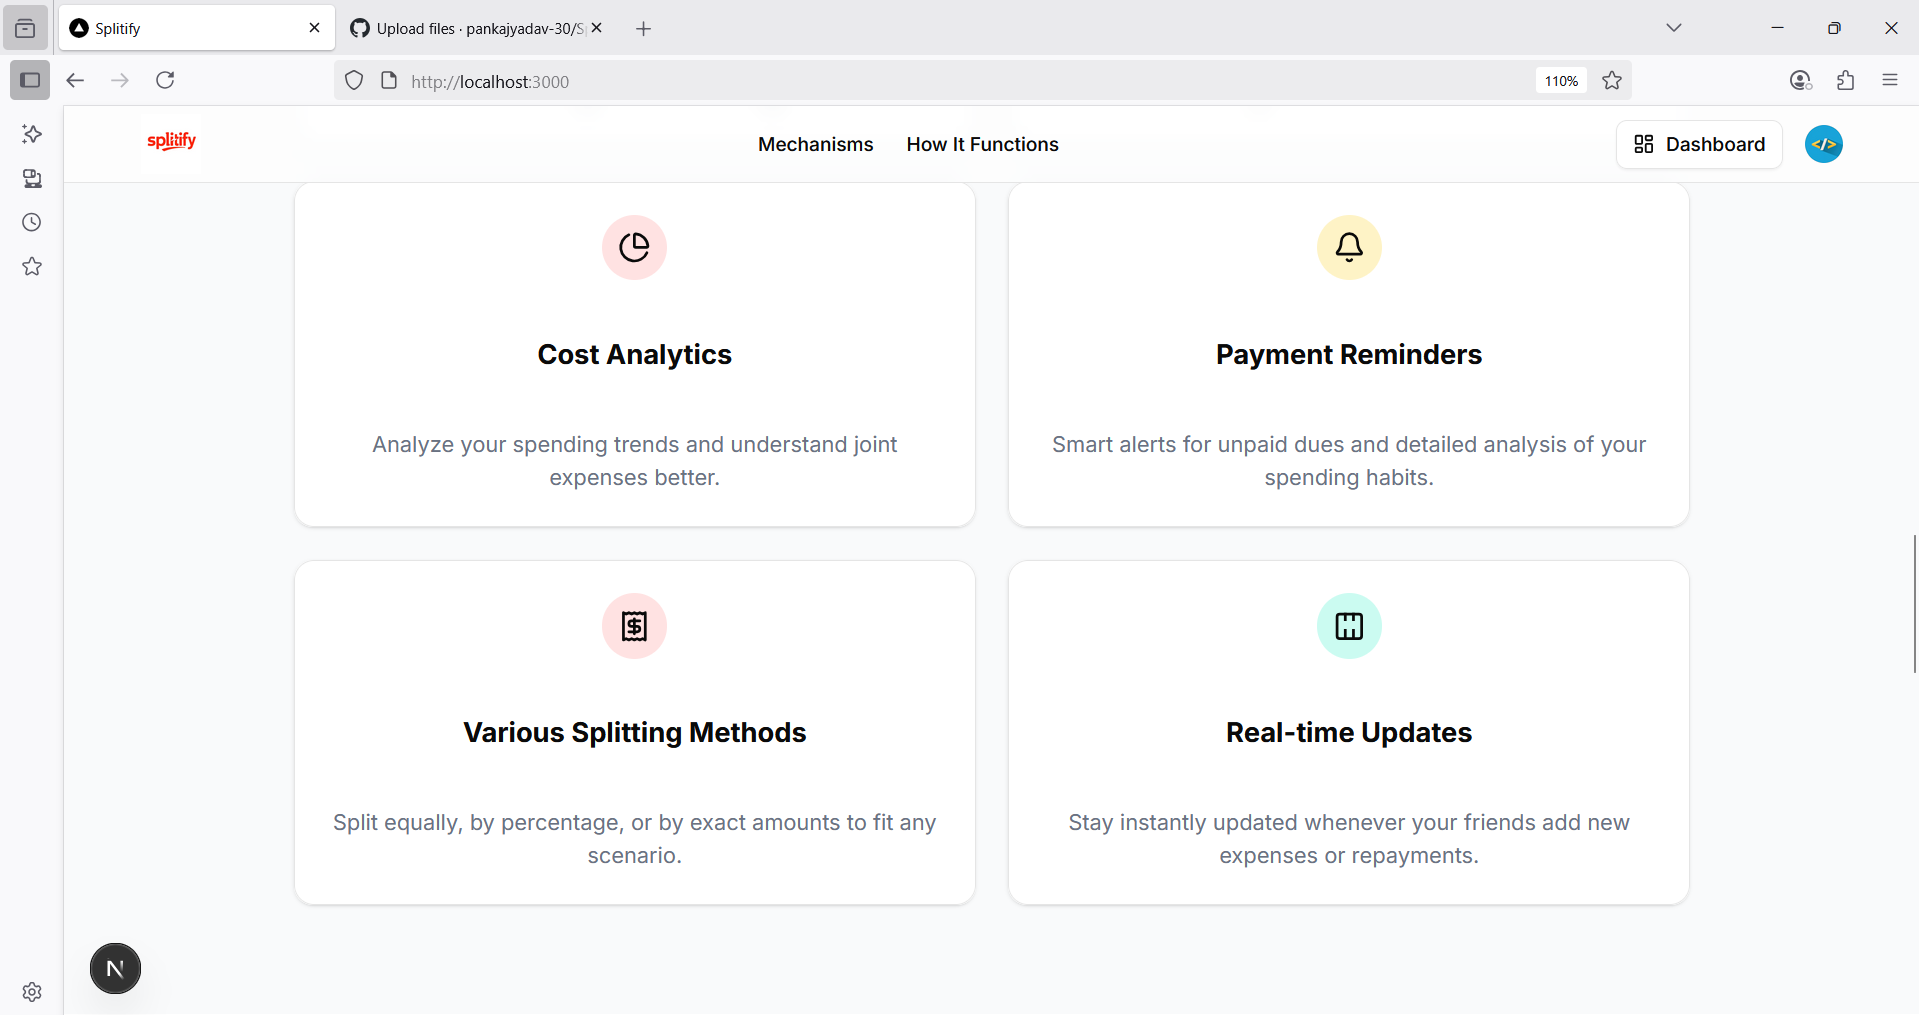 Splitify
Upload files · pankajyadav-30/S
http://localhost:3000
110%
splitify
Mechanisms
How It Functions
Dashboard
</>
Cost Analytics
Analyze your spending trends and understand joint
expenses better.
Payment Reminders
Smart alerts for unpaid dues and detailed analysis of your
spending habits.
$
Various Splitting Methods
Split equally, by percentage, or by exact amounts to fit any
scenario.
Real-time Updates
Stay instantly updated whenever your friends add new
expenses or repayments.
N